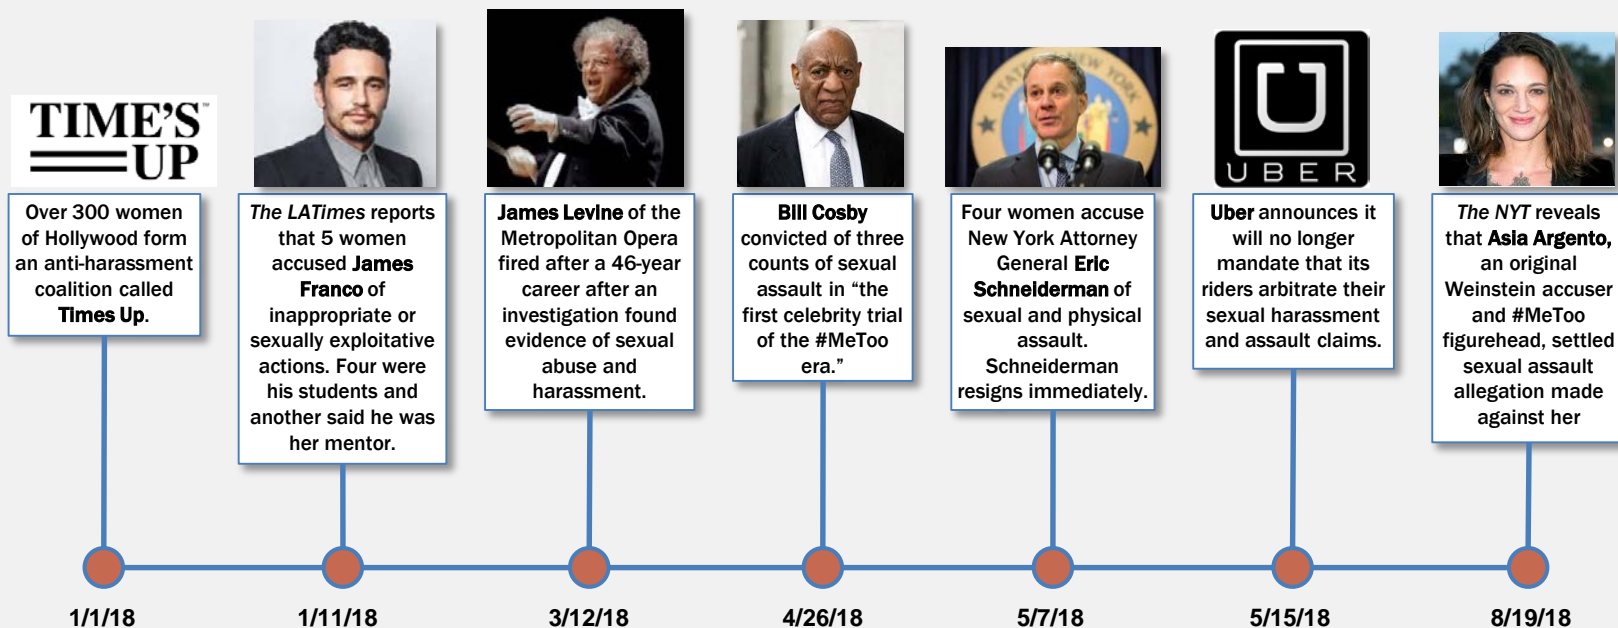 TIME'S™
UP
Over 300 women
of Hollywood form
an anti-harassment
coalition called
Times Up.
1/1/18
The LATimes reports
that 5 women
accused James
Franco of
inappropriate or
sexually exploitative
actions. Four were
his students and
another said he was
her mentor.
1/11/18
James Levine of the
Metropolitan Opera
fired after a 46-year
career after an
investigation found
evidence of sexual
abuse and
harassment.
3/12/18
Bill Cosby
convicted of three
counts of sexual
assault in “the
first celebrity trial
of the #MeToo
era.”
4/26/18
STATE OF NEW YORK
Four women accuse
New York Attorney
General Eric
Schneiderman of
sexual and physical
assault.
Schneiderman
resigns immediately.
5/7/18
U
UBER
Uber announces it
will no longer
mandate that its
riders arbitrate their
sexual harassment
and assault claims.
5/15/18
The NYT reveals
that Asia Argento,
an original
Weinstein accuser
and #MeToo
figurehead, settled
sexual assault
allegation made
against her
8/19/18